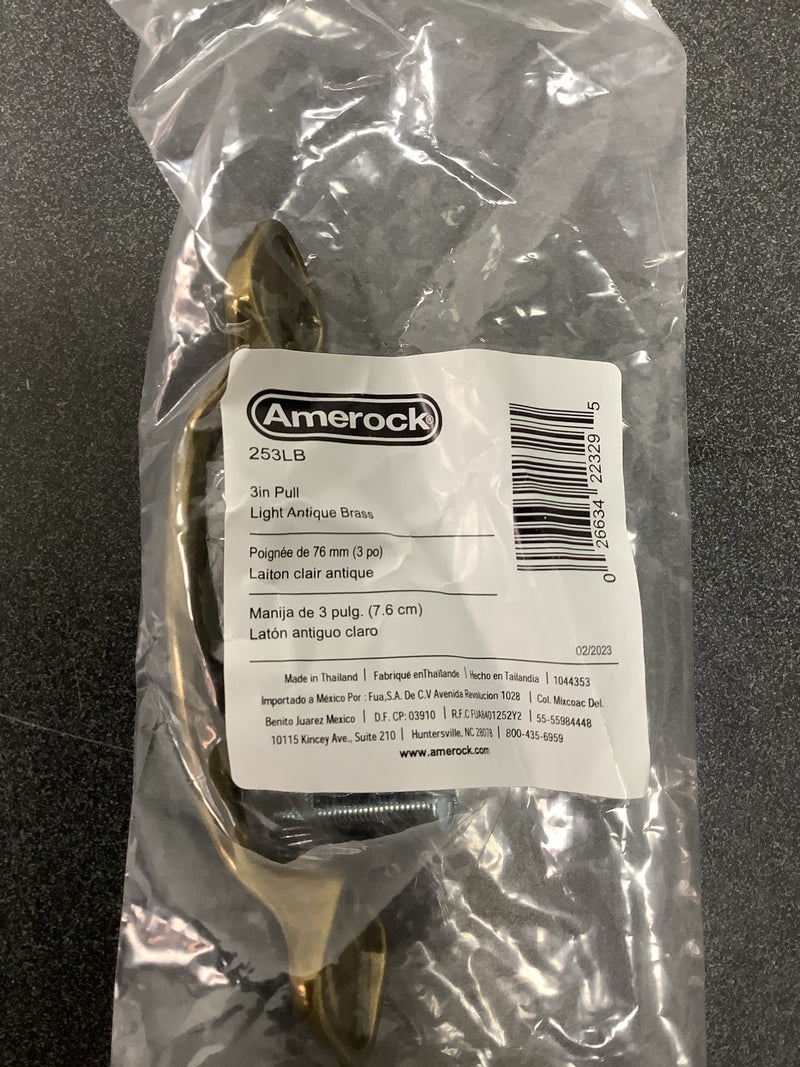 Amerock®
253LB
3in Pull
Light Antique Brass
Poignée de 76 mm (3 po)
Laiton clair antique
Manija de 3 pulg. (7.6 cm)
Latón antiguo claro
0 26634 22329 5
02/2023
Made in Thailand | Fabriqué enThaïlande | Hecho en Tailandia | 1044353
Importado a México Por : Fua,S.A. De C.V Avenida Revolucion 1028 | Col. Mixcoac Del.
Benito Juarez Mexico | D.F. CP: 03910 | R.F.C FUA8401252Y2 | 55-55984448
10115 Kincey Ave., Suite 210 | Huntersville, NC 28078 | 800-435-6959
www.amerock.com